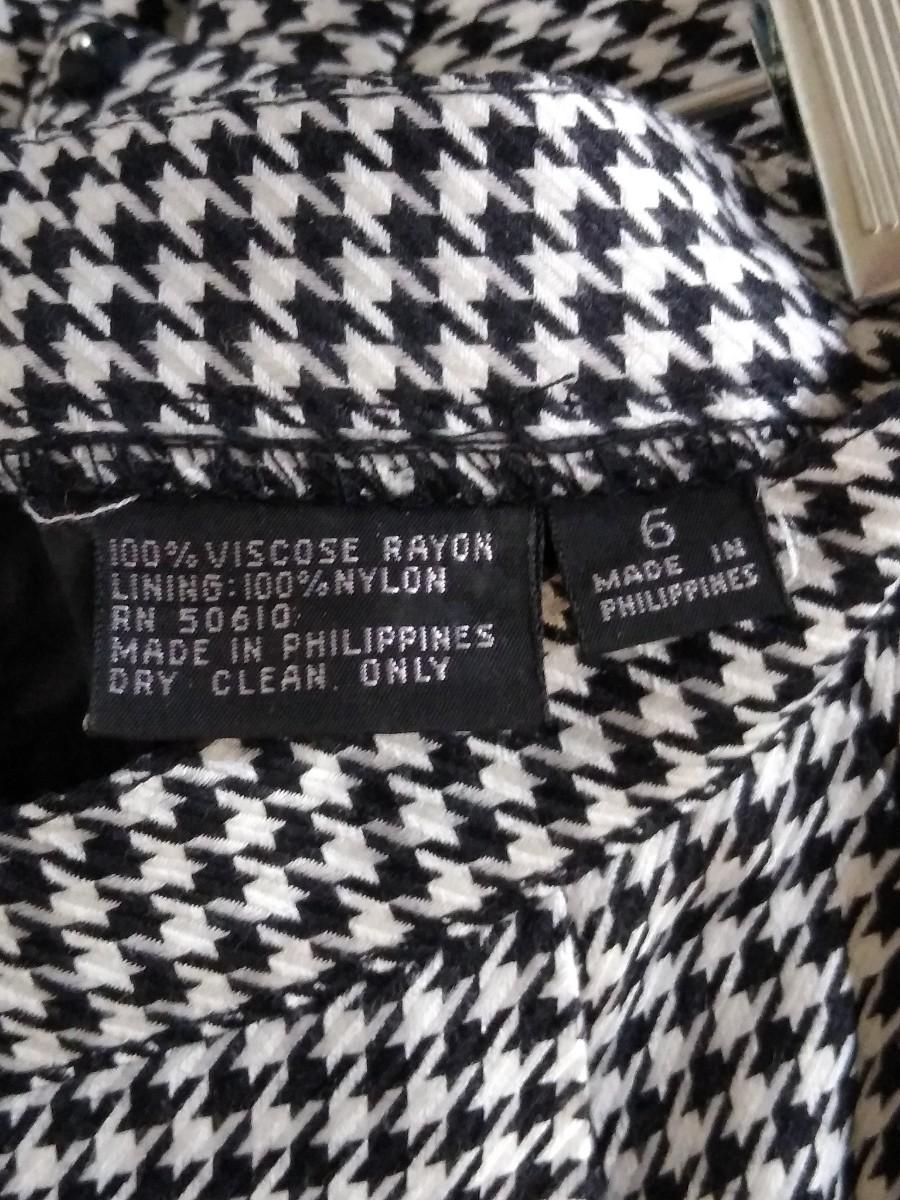 100% VISCOSE RAYON
LINING: 100% NYLON
RN 50610
MADE IN PHILIPPINES
DRY CLEAN ONLY
6
MADE IN
PHILIPPINES